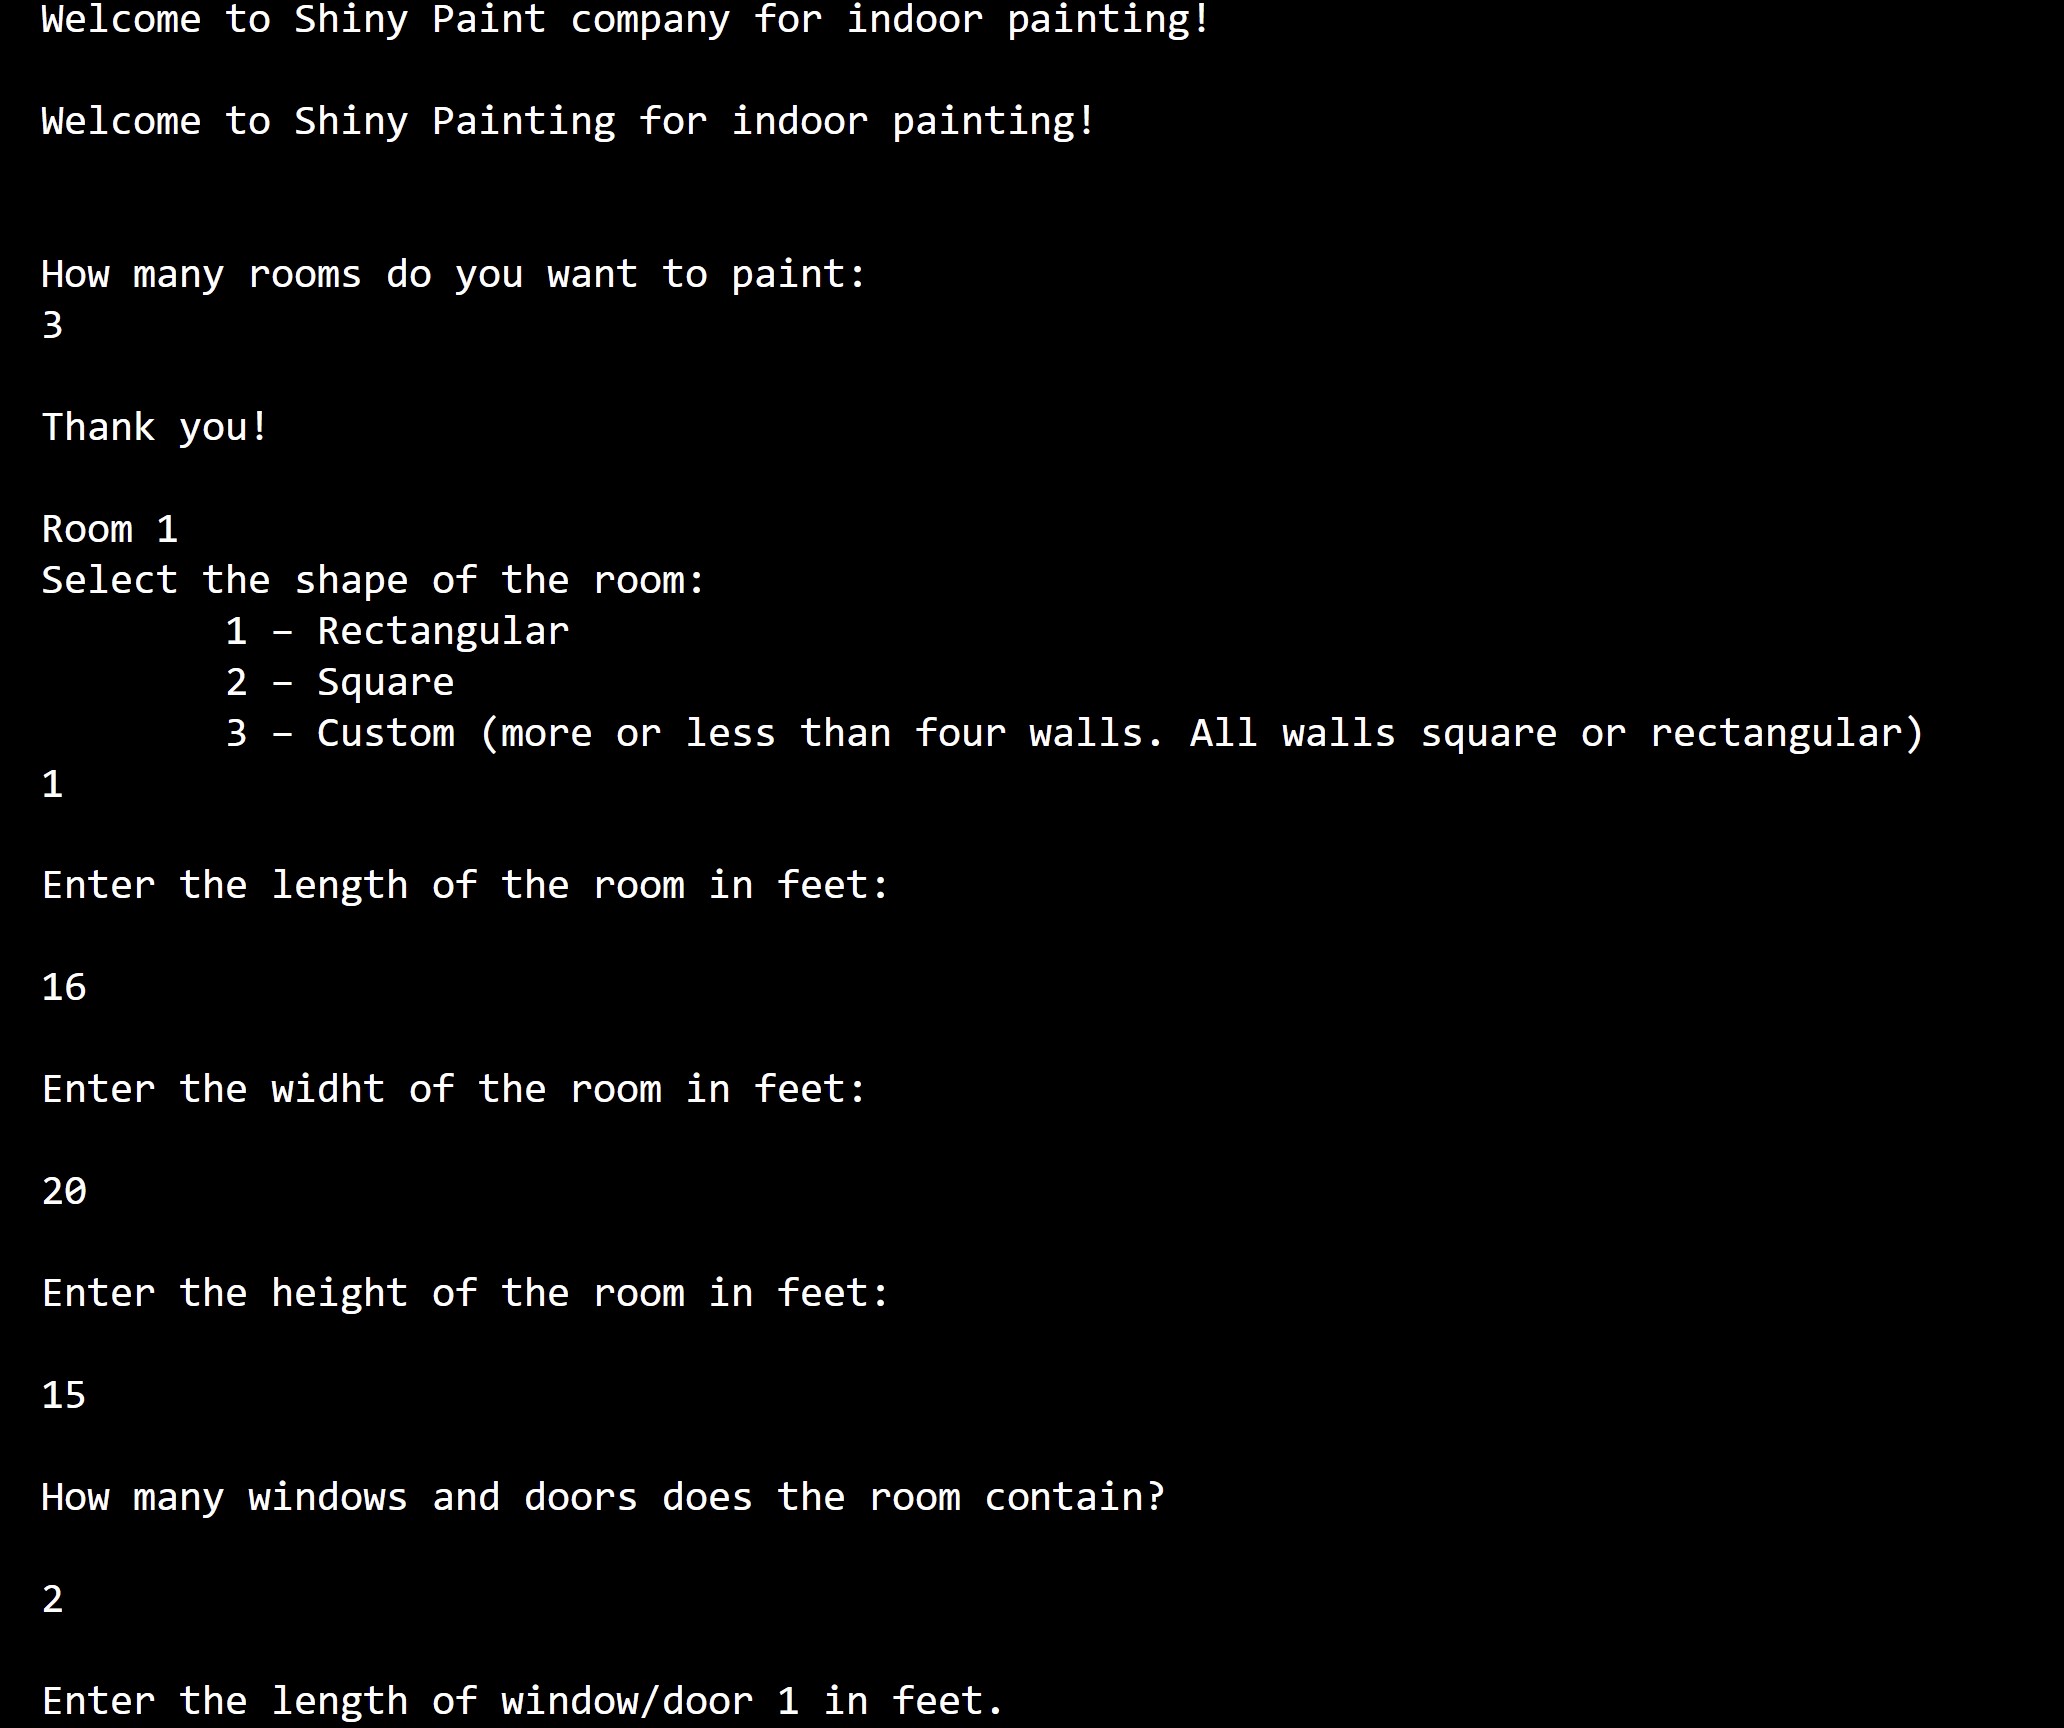 Welcome to Shiny Paint company for indoor painting!
Welcome to Shiny Painting for indoor painting!
How many rooms do you want to paint:
3
Thank you!
Room 1
Select the shape of the room:
1 – Rectangular
2 – Square
3 – Custom (more or less than four walls. All walls square or rectangular)
1
Enter the length of the room in feet:
16
Enter the widht of the room in feet:
20
Enter the height of the room in feet:
15
How many windows and doors does the room contain?
2
Enter the length of window/door 1 in feet.